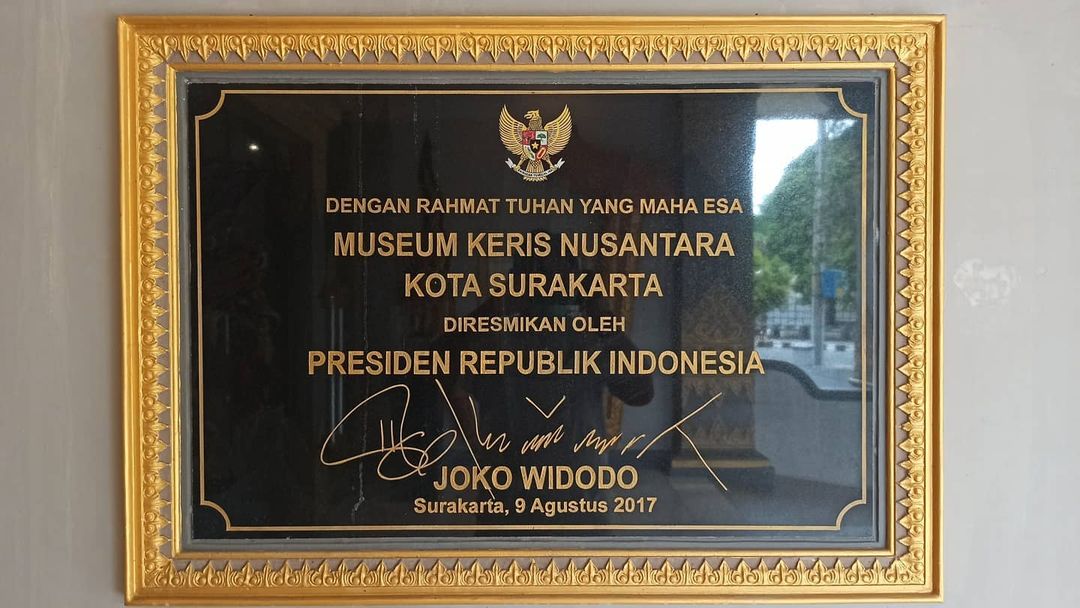 DENGAN RAHMAT TUHAN YANG MAHA ESA
MUSEUM KERIS NUSANTARA
KOTA SURAKARTA
DIRESMIKAN OLEH
PRESIDEN REPUBLIK INDONESIA
JOKO WIDODO
Surakarta, 9 Agustus 2017